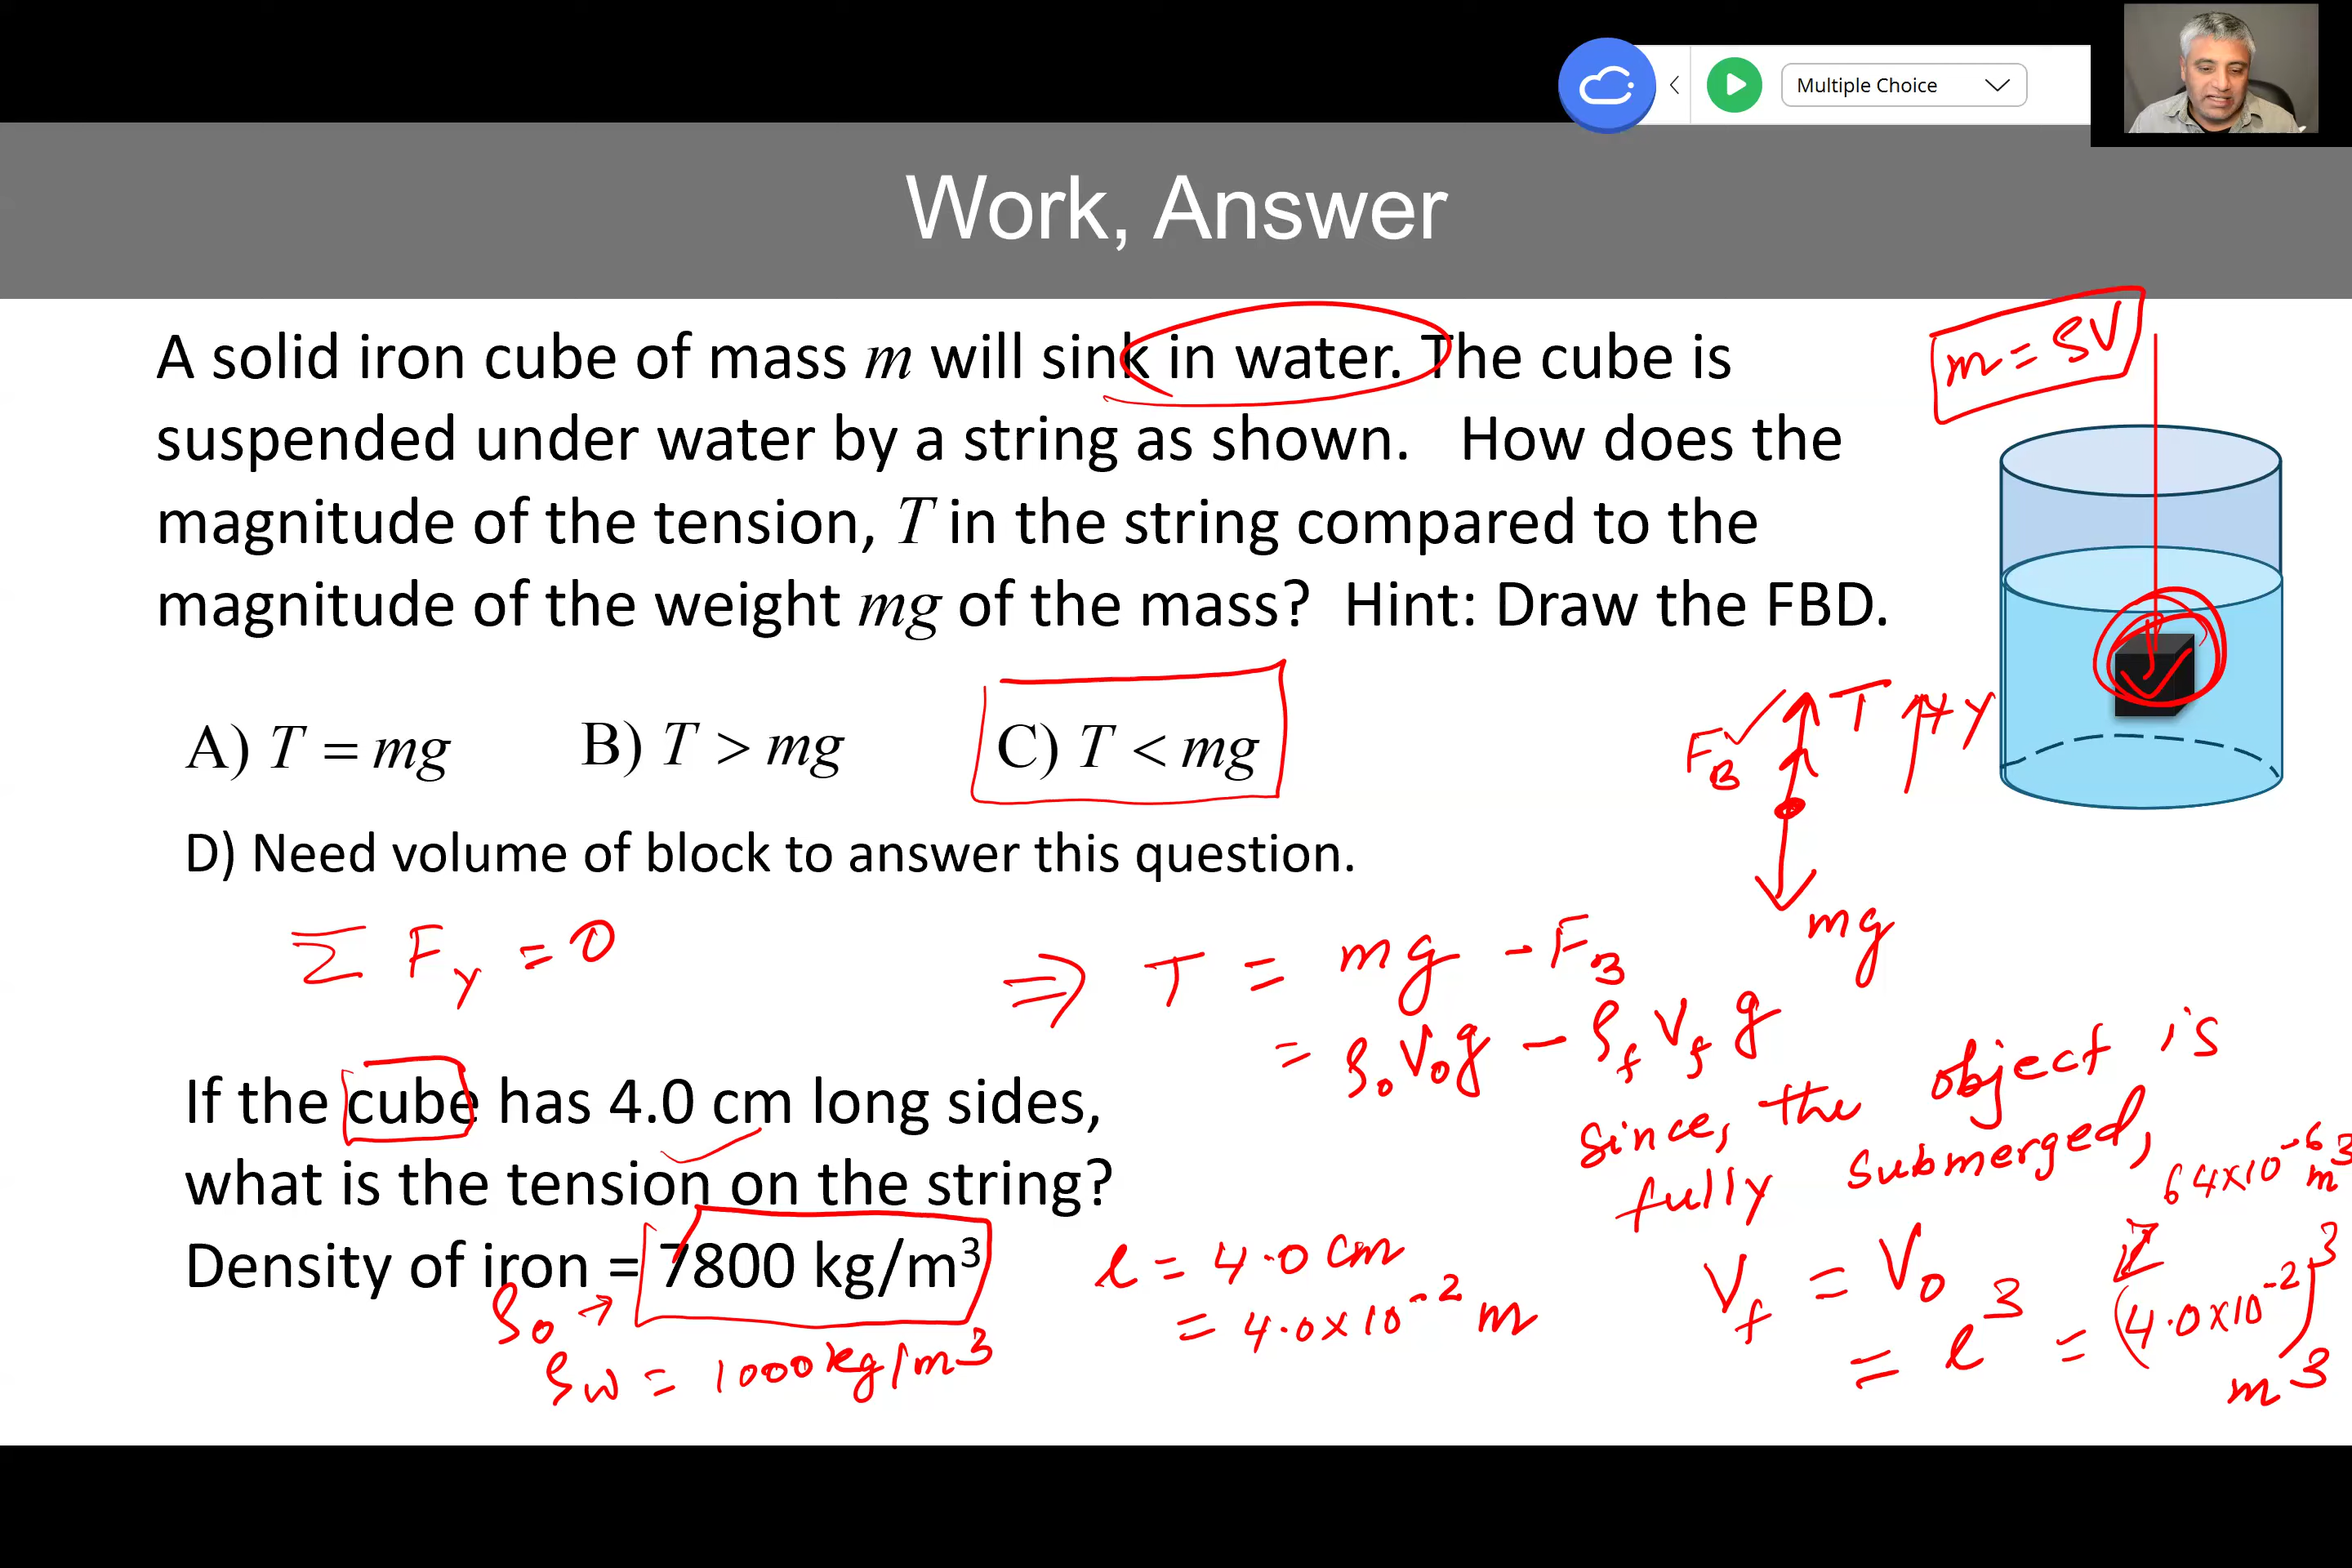 Multiple Choice
Work, Answer
A solid iron cube of mass m will sink in water. The cube is
suspended under water by a string as shown. How does the
magnitude of the tension, T in the string compared to the
magnitude of the weight mg of the mass? Hint: Draw the FBD.
m = ρV
A) T = mg
B) T > mg
C) T < mg
D) Need volume of block to answer this question.
F_B
T
+y
mg
Σ F_y = 0
⇒ T = mg - F_B
= ρ₀V₀g - ρ_f V_f g
since, the object is
fully submerged,
If the cube has 4.0 cm long sides,
what is the tension on the string?
Density of iron = 7800 kg/m³
ρ₀ →
ρ_w = 1000 kg/m³
l = 4.0 cm
= 4.0×10⁻² m
V_f = V₀
= l³ = (4.0×10⁻²)³
m³
64×10⁻⁶ m³